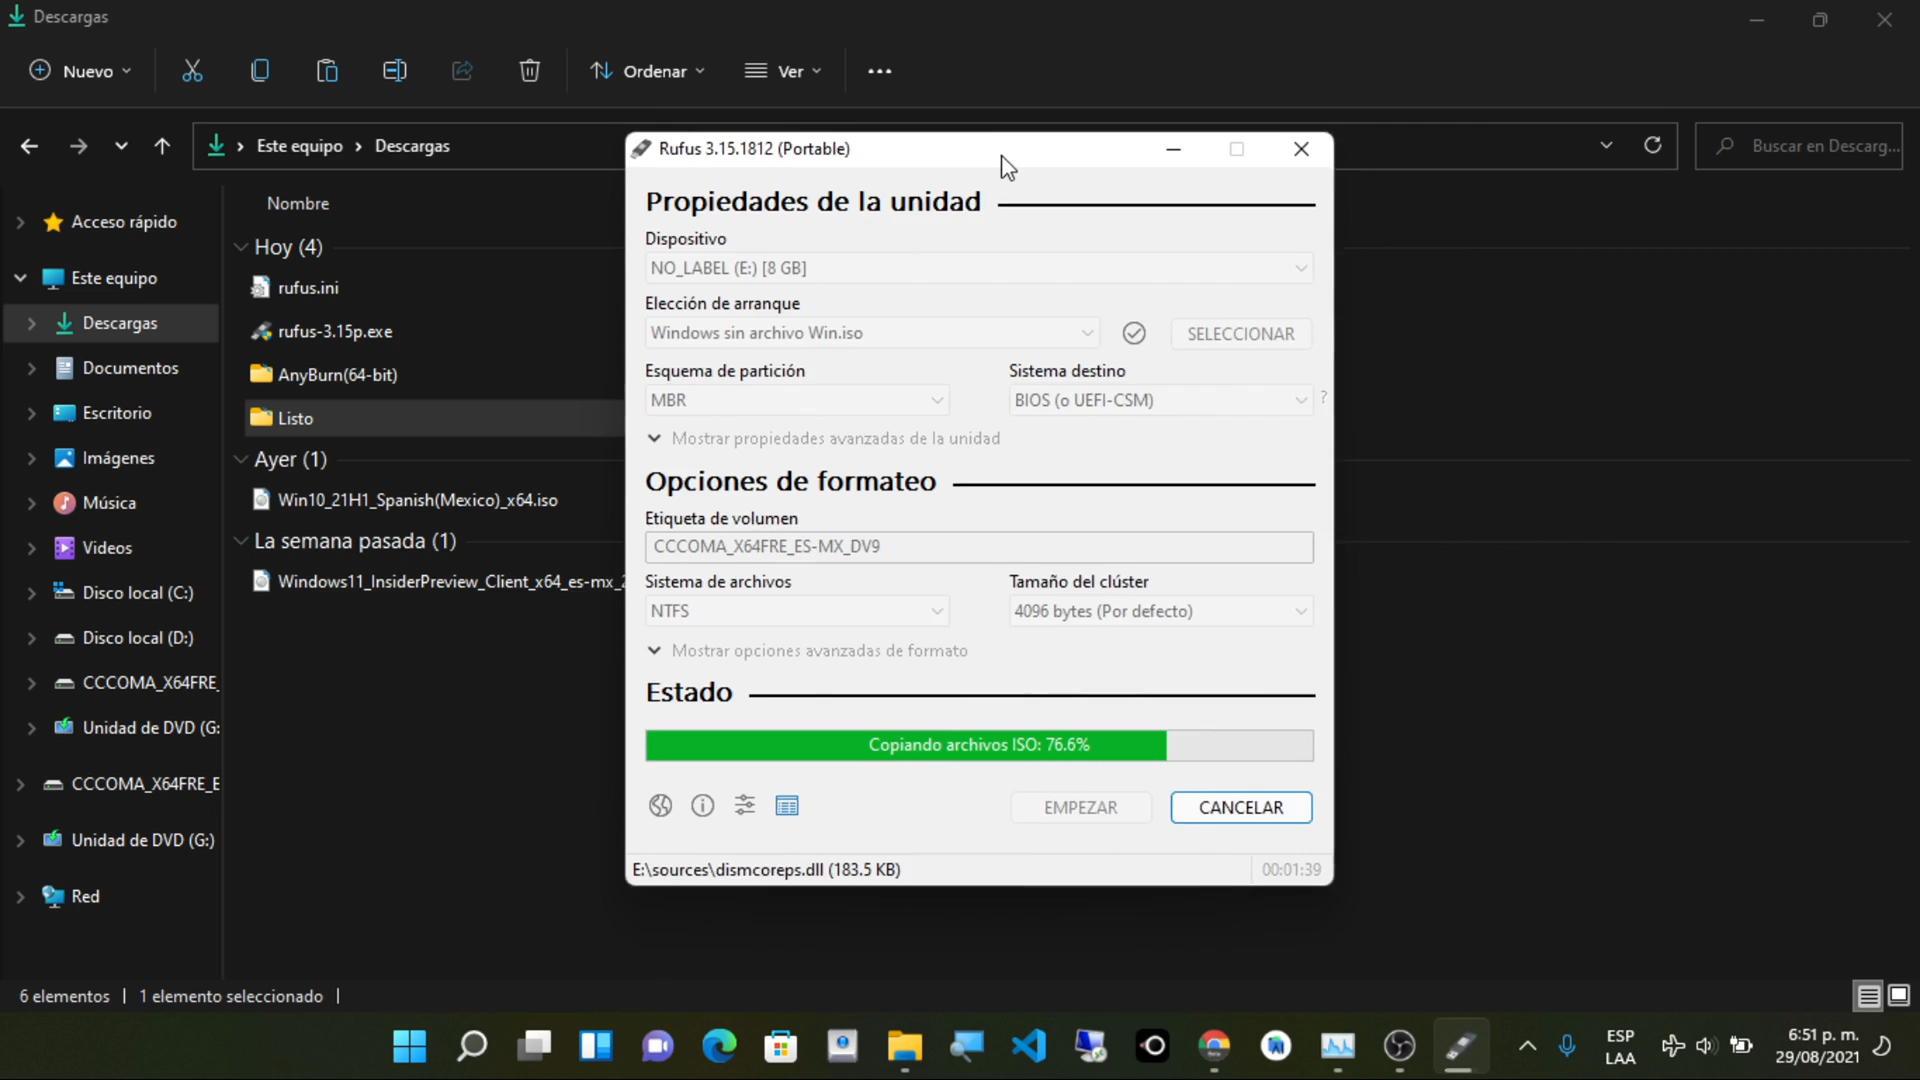 Descargas
Nuevo
Ordenar
Ver
Este equipo
Descargas
Buscar en Descarg...
Acceso rápido
Este equipo
Descargas
Documentos
Escritorio
Imágenes
Música
Videos
Disco local (C:)
Disco local (D:)
CCCOMA_X64FRE_
Unidad de DVD (G:
CCCOMA_X64FRE_E
Unidad de DVD (G:)
Red
Nombre
Hoy (4)
rufus.ini
rufus-3.15p.exe
AnyBurn(64-bit)
Listo
Ayer (1)
Win10_21H1_Spanish(Mexico)_x64.iso
La semana pasada (1)
Windows11_InsiderPreview_Client_x64_es-mx_2
Rufus 3.15.1812 (Portable)
Propiedades de la unidad
Dispositivo
NO_LABEL (E:) [8 GB]
Elección de arranque
Windows sin archivo Win.iso
SELECCIONAR
Esquema de partición
Sistema destino
MBR
BIOS (o UEFI-CSM)
?
Mostrar propiedades avanzadas de la unidad
Opciones de formateo
Etiqueta de volumen
CCCOMA_X64FRE_ES-MX_DV9
Sistema de archivos
Tamaño del clúster
NTFS
4096 bytes (Por defecto)
Mostrar opciones avanzadas de formato
Estado
Copiando archivos ISO: 76.6%
EMPEZAR
CANCELAR
E:\sources\dismcoreps.dll (183.5 KB)
00:01:39
6 elementos
1 elemento seleccionado
ESP
LAA
6:51 p. m.
29/08/2021